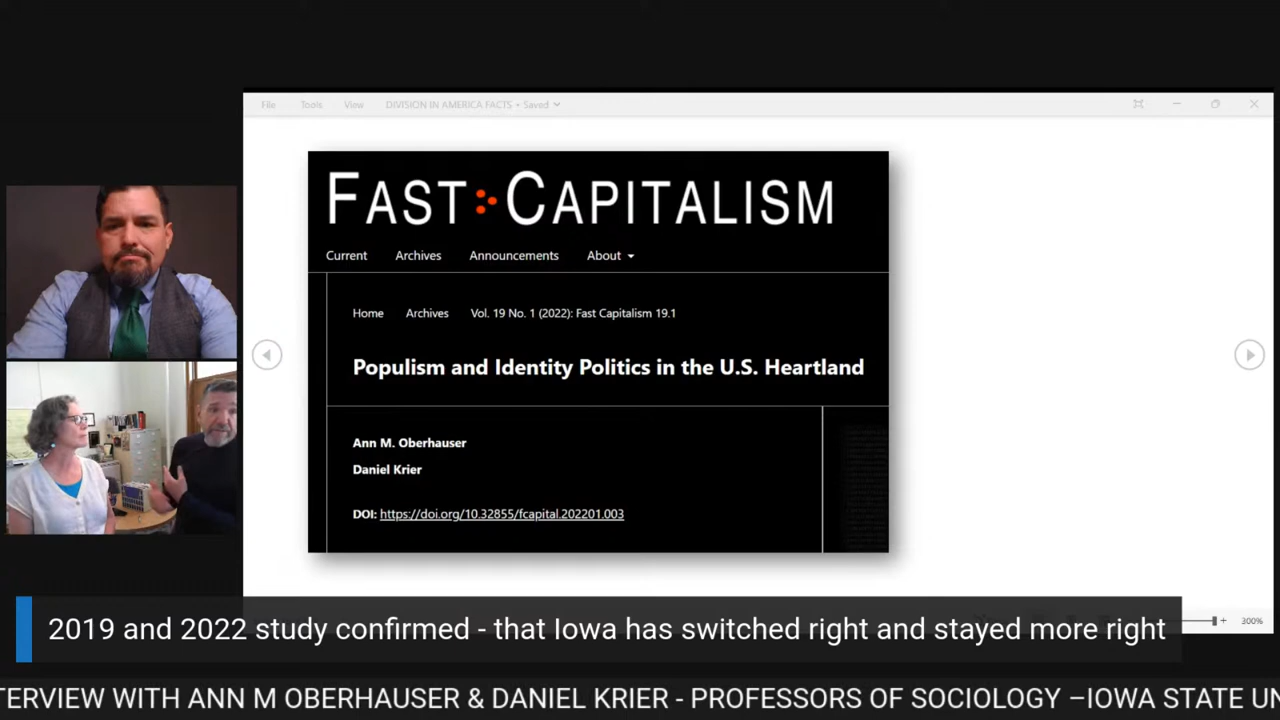 File Tools View DIVISION IN AMERICA FACTS • Saved
FAST CAPITALISM
Current Archives Announcements About
Home Archives Vol. 19 No. 1 (2022): Fast Capitalism 19.1
Populism and Identity Politics in the U.S. Heartland
Ann M. Oberhauser
Daniel Krier
DOI: https://doi.org/10.32855/fcapital.202201.003
2019 and 2022 study confirmed - that Iowa has switched right and stayed more right
+ 300%
TERVIEW WITH ANN M OBERHAUSER & DANIEL KRIER - PROFESSORS OF SOCIOLOGY –IOWA STATE UN